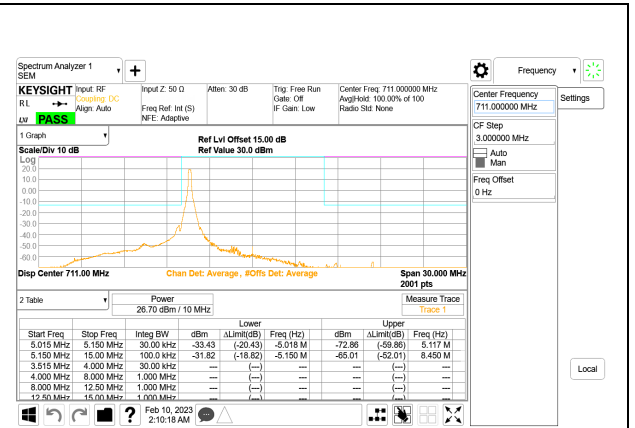 Spectrum Analyzer 1
SEM
Frequency
KEYSIGHT
RL
LNI
PASS
Input: RF
Coupling: DC
Align: Auto
Input Z: 50 Ω
Freq Ref: Int (S)
NFE: Adaptive
Atten: 30 dB
Trig: Free Run
Gate: Off
IF Gain: Low
Center Freq: 711.000000 MHz
Avg|Hold: 100.00% of 100
Radio Std: None
Center Frequency
711.000000 MHz
Settings
CF Step
3.000000 MHz
Auto
Man
Freq Offset
0 Hz
Local
1 Graph
Scale/Div 10 dB
Ref Lvl Offset 15.00 dB
Ref Value 30.0 dBm
Log
20.0
10.0
0.00
-10.0
-20.0
-30.0
-40.0
-50.0
-60.0
Disp Center 711.00 MHz
Chan Det: Average , #Offs Det: Average
Span 30.000 MHz
2001 pts
2 Table
Power
26.70 dBm / 10 MHz
Measure Trace
Trace 1
Lower Upper
Start Freq Stop Freq Integ BW dBm ΔLimit(dB) Freq (Hz) dBm ΔLimit(dB) Freq (Hz)
5.015 MHz 5.150 MHz 30.00 kHz -33.43 (-20.43) -5.018 M -72.86 (-59.86) 5.117 M
5.150 MHz 15.00 MHz 100.0 kHz -31.82 (-18.82) -5.150 M -65.01 (-52.01) 8.450 M
3.515 MHz 4.000 MHz 30.00 kHz --- (---) --- (---)
4.000 MHz 8.000 MHz 1.000 MHz --- (---) --- (---)
8.000 MHz 12.50 MHz 1.000 MHz --- (---) --- (---)
12.50 MHz 15.00 MHz 1.000 MHz --- (---) --- (---)
?
Feb 10, 2023
2:10:18 AM